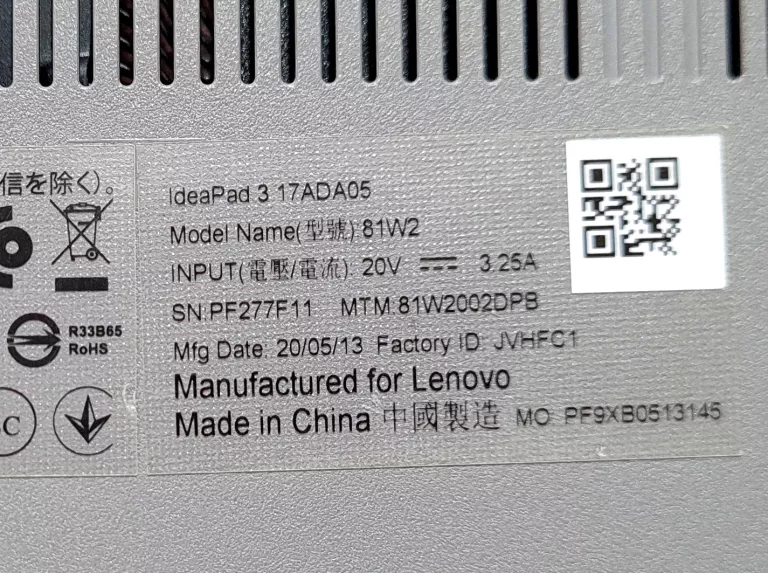 信を除く)。
IdeaPad 3 17ADA05
Model Name(型號):81W2
INPUT(電壓/電流): 20V ⎓ 3.25A
SN:PF277F11 MTM:81W2002DPB
R33B65
RoHS
Mfg Date: 20/05/13 Factory ID: JVHFC1
Manufactured for Lenovo
Made in China 中國製造 MO: PF9XB0513145
C